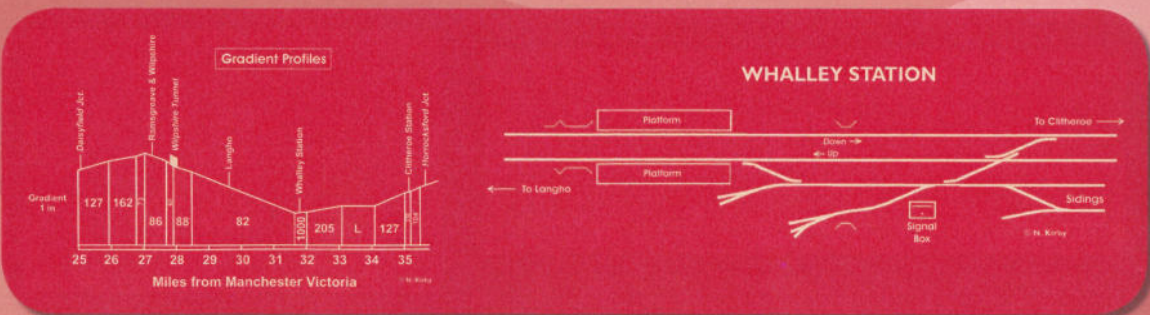 Gradient Profiles
Daisyfield Jct.
Ramsgreave & Wilpshire
Wilpshire Tunnel
Langho
Whalley Station
Clitheroe Station
Horrocksford Jct.
Gradient
1 in
127 162 86 88 82 1000 205 L 127
25 26 27 28 29 30 31 32 33 34 35
Miles from Manchester Victoria
© N. Kirby
WHALLEY STATION
Platform
To Clitheroe
Down
Up
Platform
To Langho
Sidings
Signal
Box
© N. Kirby